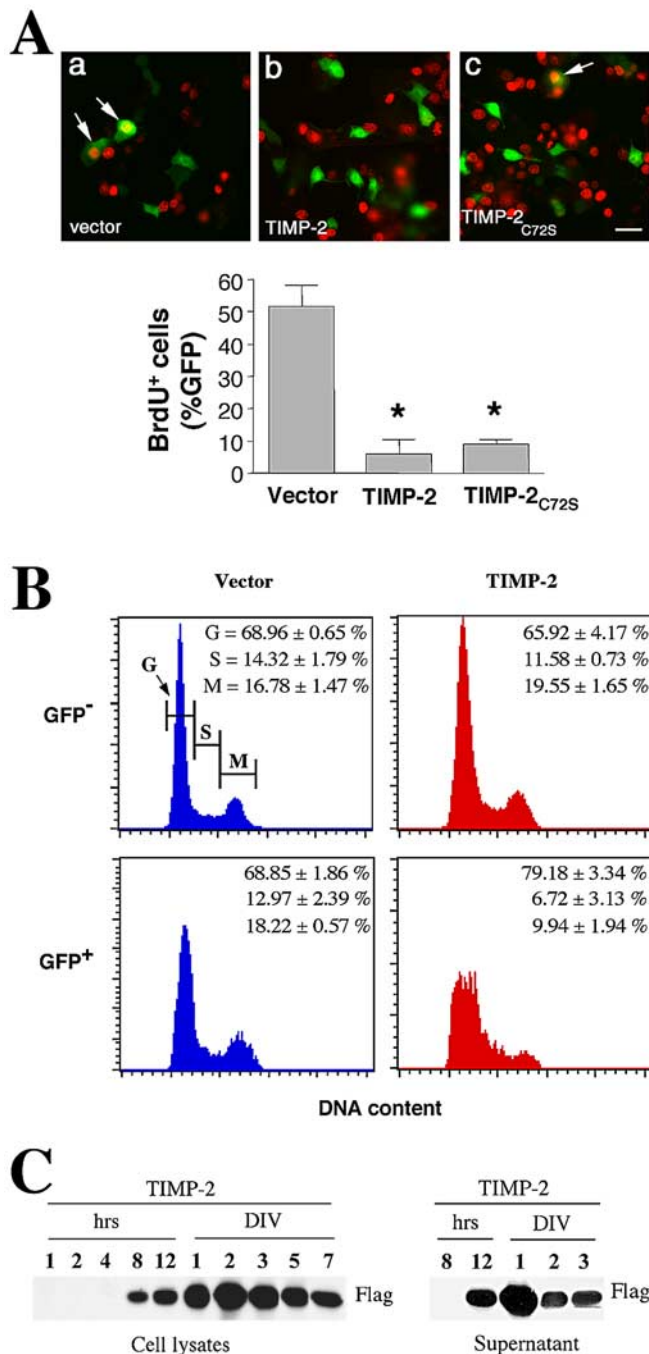 A
a
b
c
vector
TIMP-2
TIMP-2 C72S
60
50
40
30
20
10
0
BrdU+ cells
(%GFP)
*
*
Vector
TIMP-2
TIMP-2C72S
B
Vector
TIMP-2
GFP-
G
S
M
G = 68.96 ± 0.65 %
S = 14.32 ± 1.79 %
M = 16.78 ± 1.47 %
65.92 ± 4.17 %
11.58 ± 0.73 %
19.55 ± 1.65 %
GFP+
68.85 ± 1.86 %
12.97 ± 2.39 %
18.22 ± 0.57 %
79.18 ± 3.34 %
6.72 ± 3.13 %
9.94 ± 1.94 %
DNA content
C
TIMP-2
hrs DIV
1 2 4 8 12 1 2 3 5 7
Flag
Cell lysates
TIMP-2
hrs DIV
8 12 1 2 3
Flag
Supernatant